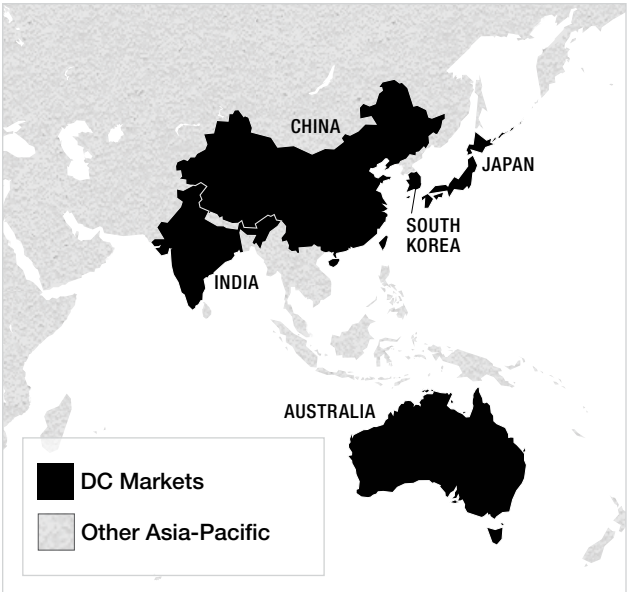 CHINA
JAPAN
SOUTH
KOREA
INDIA
AUSTRALIA
DC Markets
Other Asia-Pacific